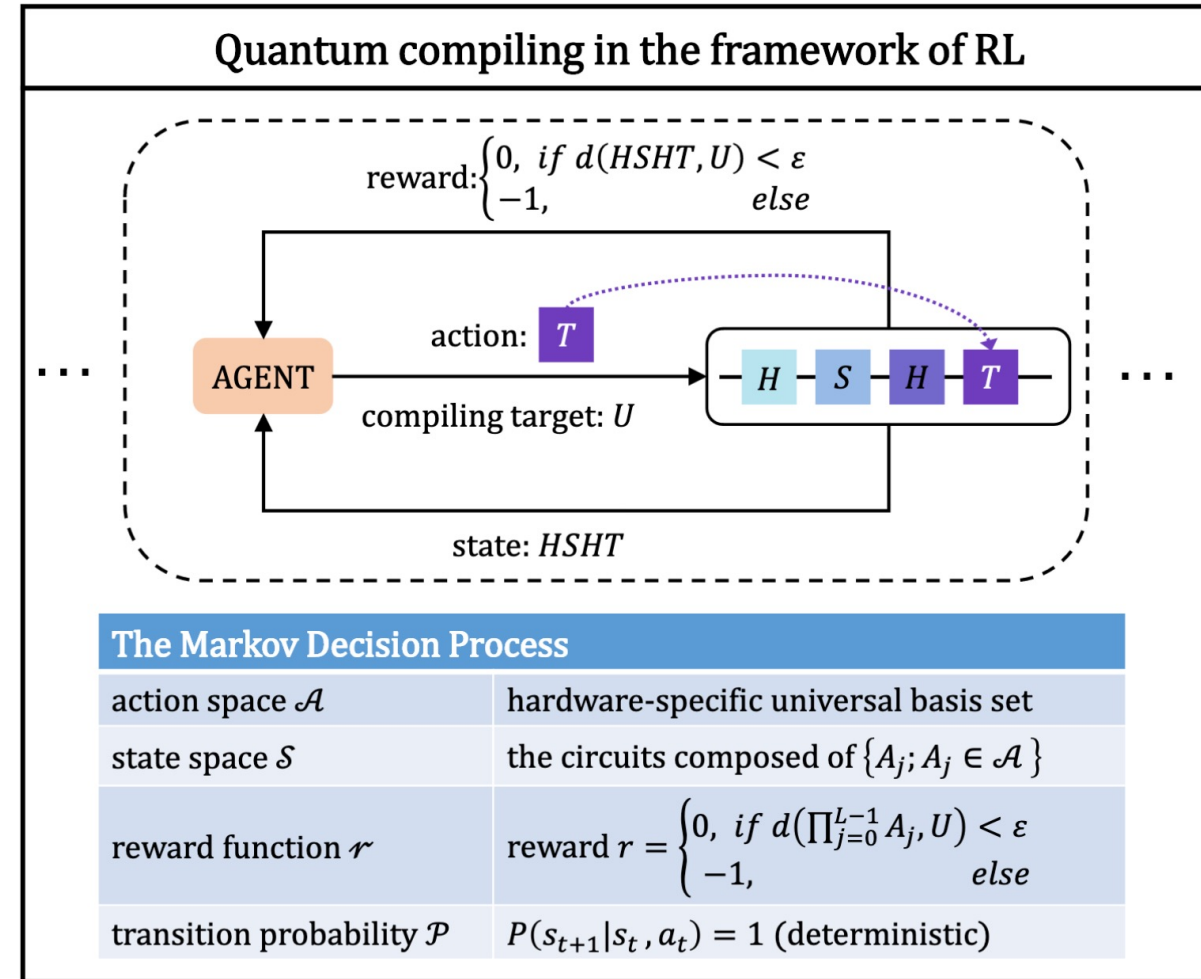 Quantum compiling in the framework of RL
reward: {0, if d(HSHT, U) < ε
−1, else
action: T
... AGENT H S H T ...
compiling target: U
state: HSHT
The Markov Decision Process
action space 𝒜 hardware-specific universal basis set
state space 𝒮 the circuits composed of {A_j; A_j ∈ 𝒜 }
reward function 𝓇 reward r = {0, if d(∏_{j=0}^{L−1} A_j, U) < ε
−1, else
transition probability 𝒫 P(s_{t+1}|s_t, a_t) = 1 (deterministic)